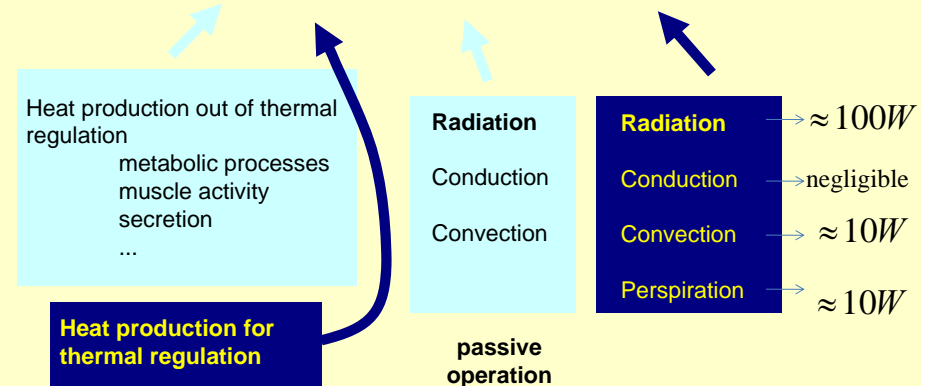 Heat production out of thermal
regulation
metabolic processes
muscle activity
secretion
...
Heat production for
thermal regulation
Radiation
Conduction
Convection
passive
operation
Radiation
Conduction
Convection
Perspiration
≈100W
negligible
≈10W
≈10W